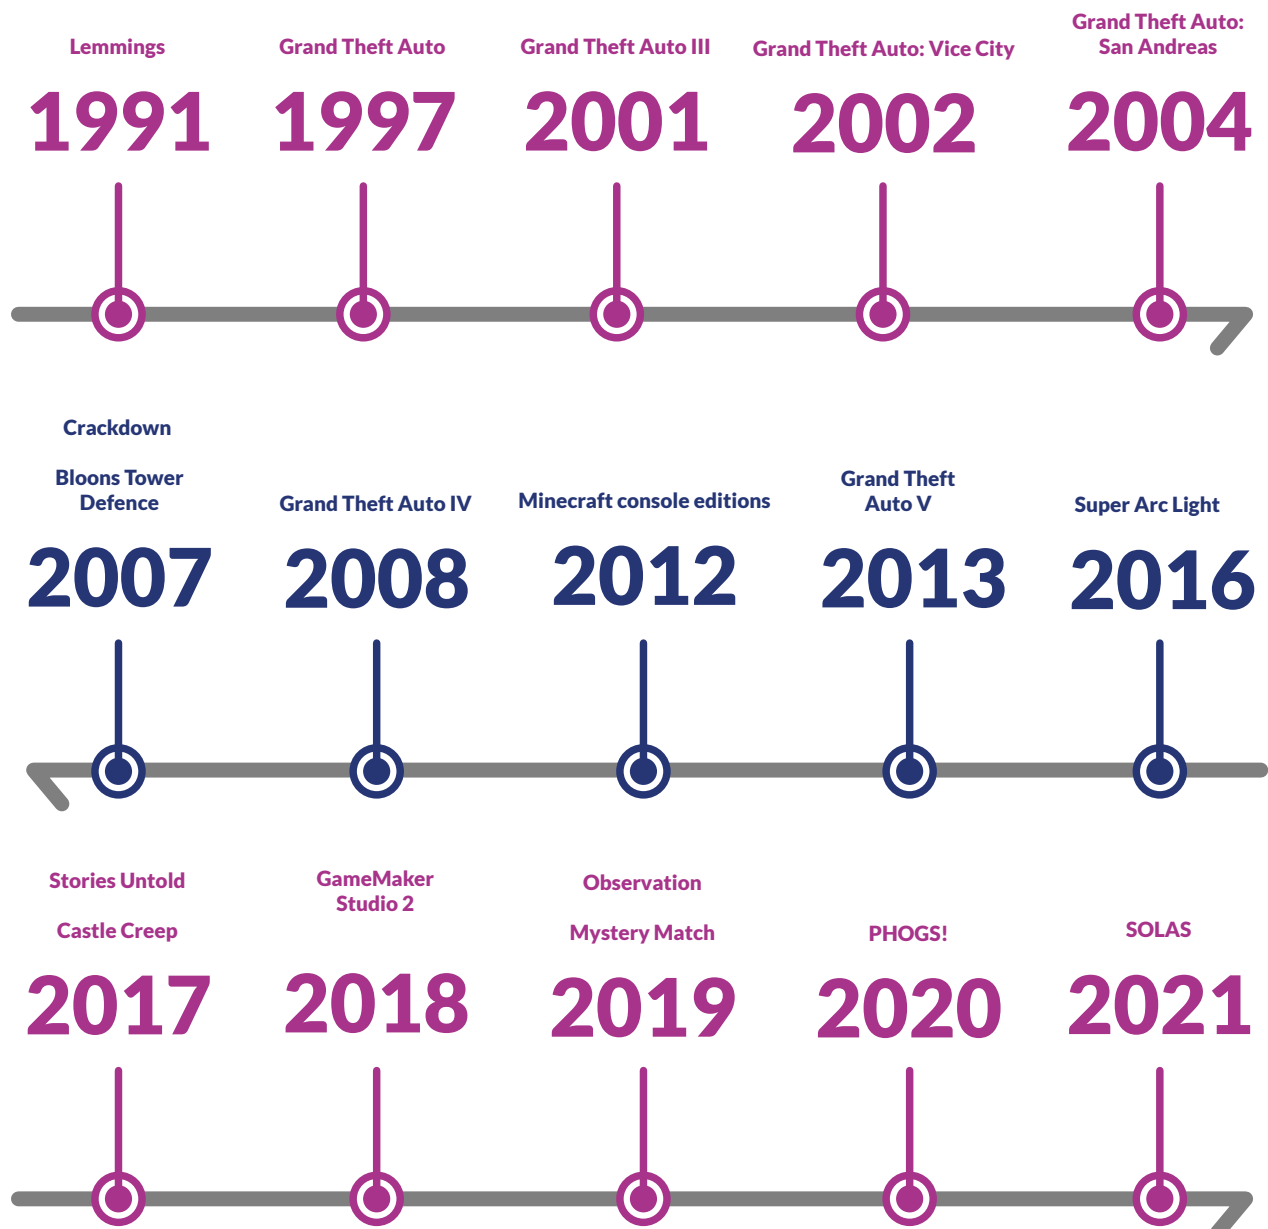 Lemmings
1991
Grand Theft Auto
1997
Grand Theft Auto III
2001
Grand Theft Auto: Vice City
2002
Grand Theft Auto:
San Andreas
2004
Crackdown
Bloons Tower
Defence
2007
Grand Theft Auto IV
2008
Minecraft console editions
2012
Grand Theft
Auto V
2013
Super Arc Light
2016
Stories Untold
Castle Creep
2017
GameMaker
Studio 2
2018
Observation
Mystery Match
2019
PHOGS!
2020
SOLAS
2021